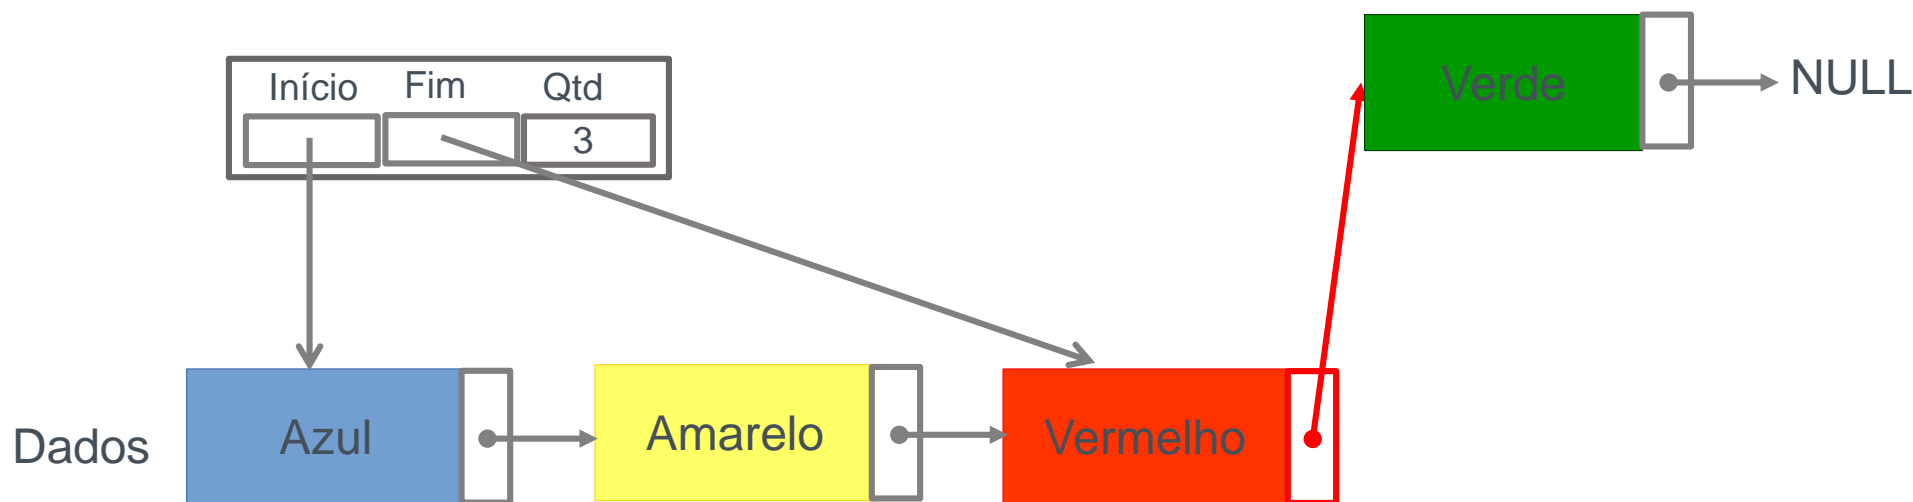 Início Fim Qtd
3
Verde
NULL
Dados
Azul
Amarelo
Vermelho